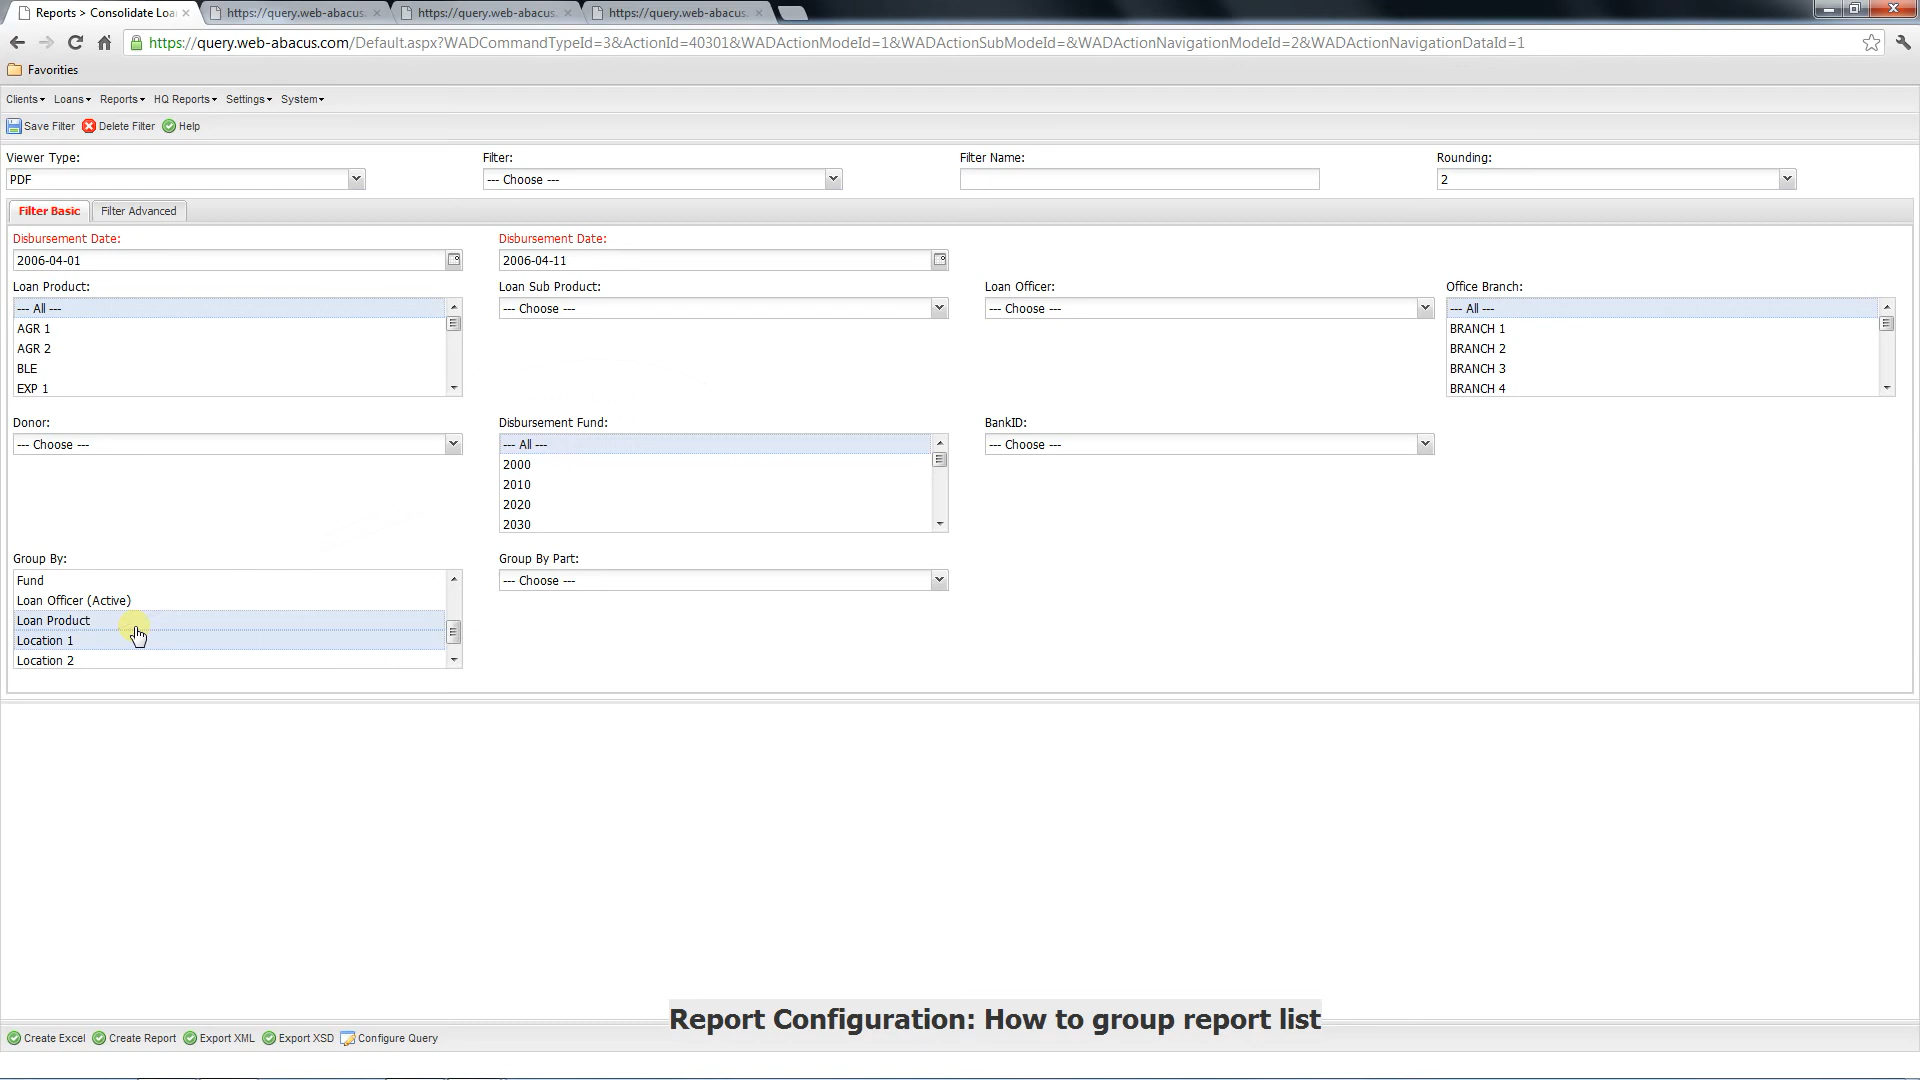 Reports > Consolidate Loa
https://query.web-abacus.
https://query.web-abacus.
https://query.web-abacus.
https://query.web-abacus.com/Default.aspx?WADCommandTypeId=3&ActionId=40301&WADActionModeId=1&WADActionSubModeId=&WADActionNavigationModeId=2&WADActionNavigationDataId=1
Favorites
Clients Loans Reports HQ Reports Settings System
Save Filter Delete Filter Help
Viewer Type: Filter: Filter Name: Rounding:
PDF --- Choose --- 2
Filter Basic Filter Advanced
Disbursement Date: Disbursement Date:
2006-04-01 2006-04-11
Loan Product: Loan Sub Product: Loan Officer: Office Branch:
--- All --- --- Choose --- --- Choose --- --- All ---
AGR 1 BRANCH 1
AGR 2 BRANCH 2
BLE BRANCH 3
EXP 1 BRANCH 4
Donor: Disbursement Fund: BankID:
--- Choose --- --- All --- --- Choose ---
2000
2010
2020
2030
Group By: Group By Part:
Fund --- Choose ---
Loan Officer (Active)
Loan Product
Location 1
Location 2
Report Configuration: How to group report list
Create Excel Create Report Export XML Export XSD Configure Query